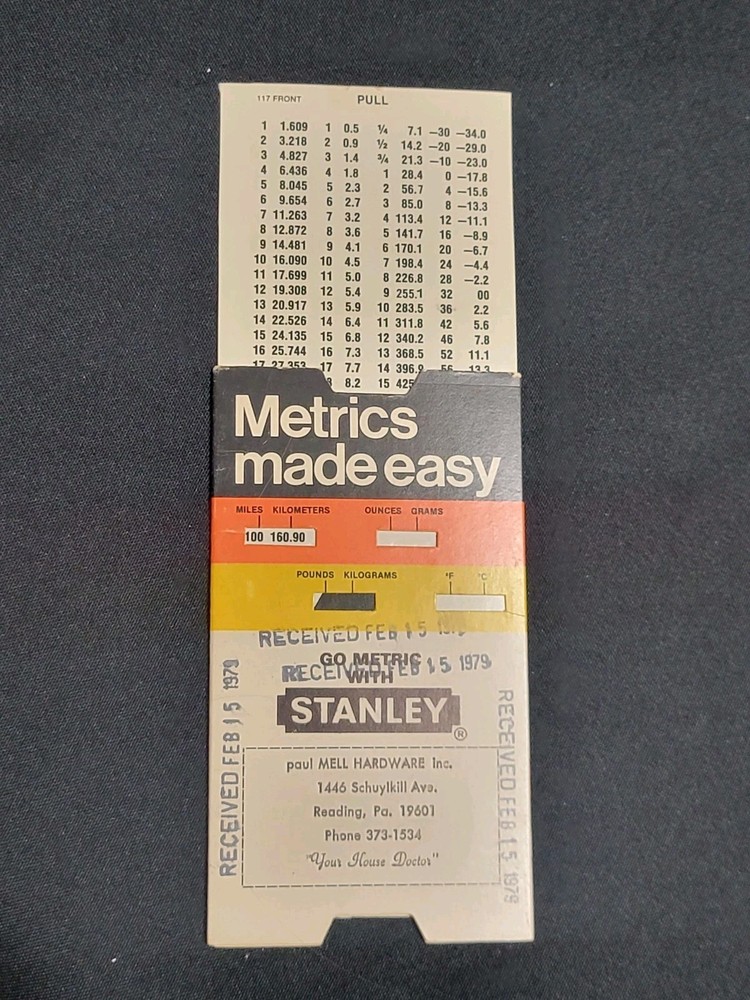 117 FRONT PULL
1 1.609 1 0.5 ¼ 7.1 —30 —34.0
2 3.218 2 0.9 ½ 14.2 —20 —29.0
3 4.827 3 1.4 ¾ 21.3 —10 —23.0
4 6.436 4 1.8 1 28.4 0 —17.8
5 8.045 5 2.3 2 56.7 4 —15.6
6 9.654 6 2.7 3 85.0 8 —13.3
7 11.263 7 3.2 4 113.4 12 —11.1
8 12.872 8 3.6 5 141.7 16 —8.9
9 14.481 9 4.1 6 170.1 20 —6.7
10 16.090 10 4.5 7 198.4 24 —4.4
11 17.699 11 5.0 8 226.8 28 —2.2
12 19.308 12 5.4 9 255.1 32 00
13 20.917 13 5.9 10 283.5 36 2.2
14 22.526 14 6.4 11 311.8 42 5.6
15 24.135 15 6.8 12 340.2 46 7.8
16 25.744 16 7.3 13 368.5 52 11.1
17 27.353 17 7.7 14 396.9 56 13.3
8.2 15 425
Metrics
made easy
MILES KILOMETERS OUNCES GRAMS
100 160.90
POUNDS KILOGRAMS °F °C
RECEIVED FEB 15
RECEIVED FEB 15 1979
GO METRIC
WITH
STANLEY®
paul MELL HARDWARE Inc.
1446 Schuylkill Ave.
Reading, Pa. 19601
Phone 373-1534
"Your House Doctor"
RECEIVED FEB 15 1979
RECEIVED FEB 15 1979